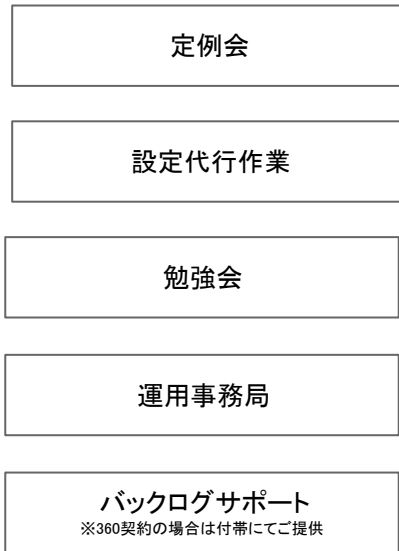 定例会
設定代行作業
勉強会
運用事務局
バックログサポート
※360契約の場合は付帯にてご提供